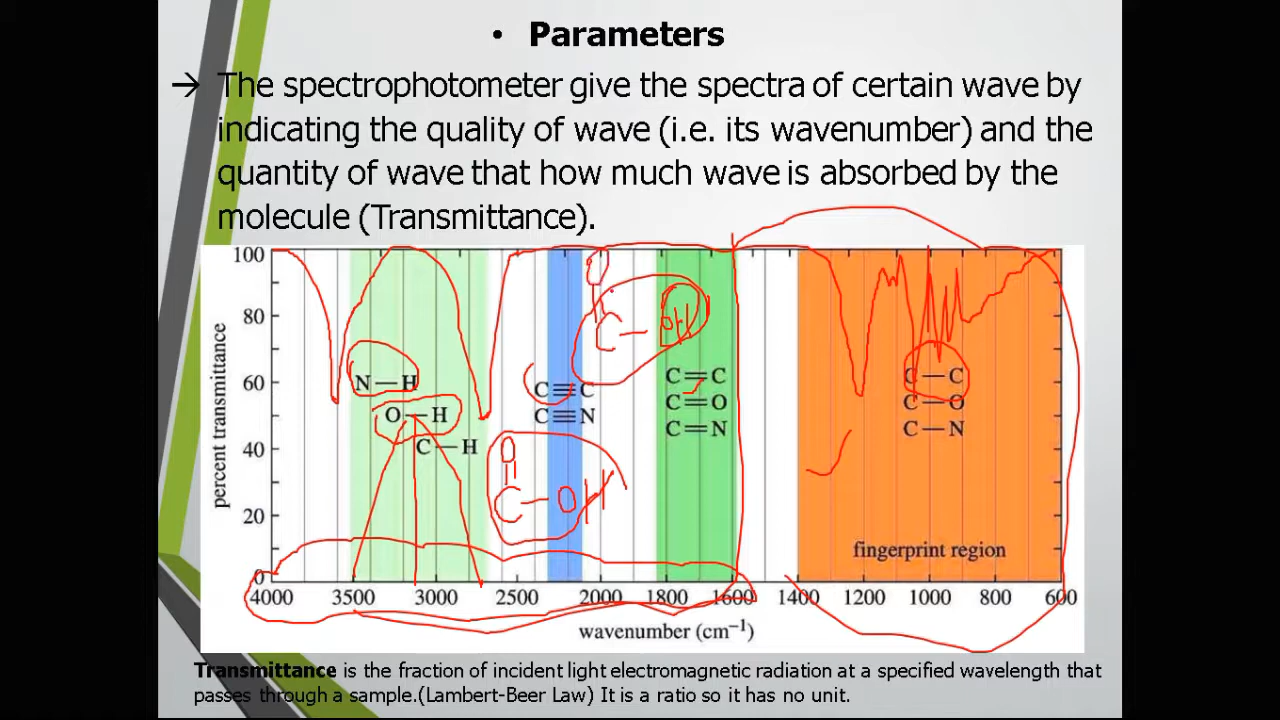 • Parameters
→ The spectrophotometer give the spectra of certain wave by
indicating the quality of wave (i.e. its wavenumber) and the
quantity of wave that how much wave is absorbed by the
molecule (Transmittance).
100
80
60
40
20
0
percent transmittance
N—H
O—H
C—H
C≡C
C≡N
C=C
C=O
C=N
C—C
C—O
C—N
O
C—OH
O
C—OH
fingerprint region
4000 3500 3000 2500 2000 1800 1600 1400 1200 1000 800 600
wavenumber (cm⁻¹)
Transmittance is the fraction of incident light electromagnetic radiation at a specified wavelength that
passes through a sample.(Lambert-Beer Law) It is a ratio so it has no unit.